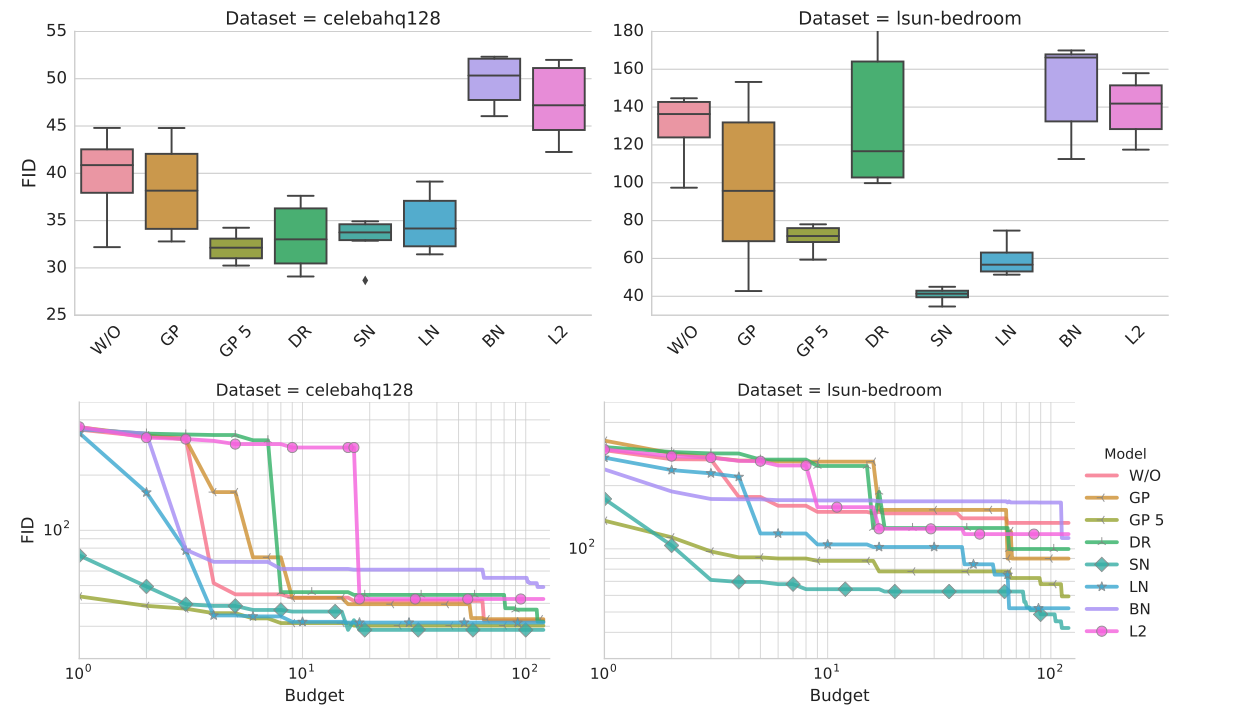 Dataset = celebahq128
Dataset = lsun-bedroom
FID
55
50
45
40
35
30
25
180
160
140
120
100
80
60
40
W/O
GP
GP 5
DR
SN
LN
BN
L2
W/O
GP
GP 5
DR
SN
LN
BN
L2
Dataset = celebahq128
Dataset = lsun-bedroom
FID
10²
10²
10⁰
10¹
10²
10⁰
10¹
10²
Budget
Budget
Model
W/O
GP
GP 5
DR
SN
LN
BN
L2